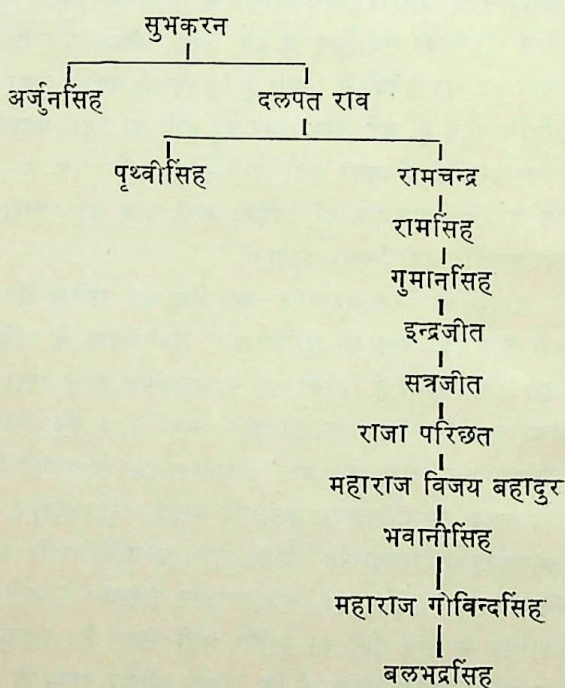 सुभकरन
अर्जुनसिंह दलपत राव
पृथ्वीसिंह रामचन्द्र
रामसिंह
गुमानसिंह
इन्द्रजीत
सत्रजीत
राजा परिछत
महाराज विजय बहादुर
भवानीसिंह
महाराज गोविन्दसिंह
बलभद्रसिंह